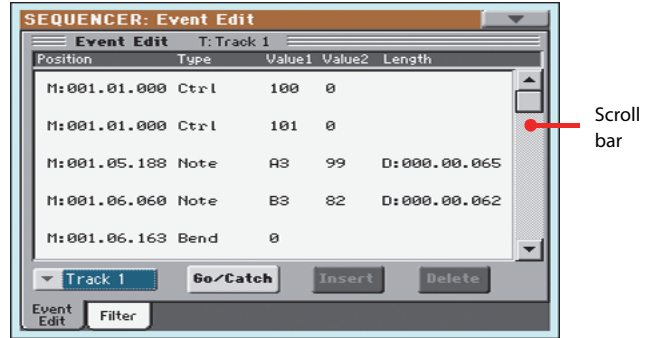 SEQUENCER: Event Edit
Event Edit T: Track 1
Position Type Value1 Value2 Length
M:001.01.000 Ctrl 100 0
M:001.01.000 Ctrl 101 0
M:001.05.188 Note A3 99 D:000.00.065
M:001.06.060 Note B3 82 D:000.00.062
M:001.06.163 Bend 0
Track 1 Go/Catch Insert Delete
Event
Edit
Filter
Scroll
bar